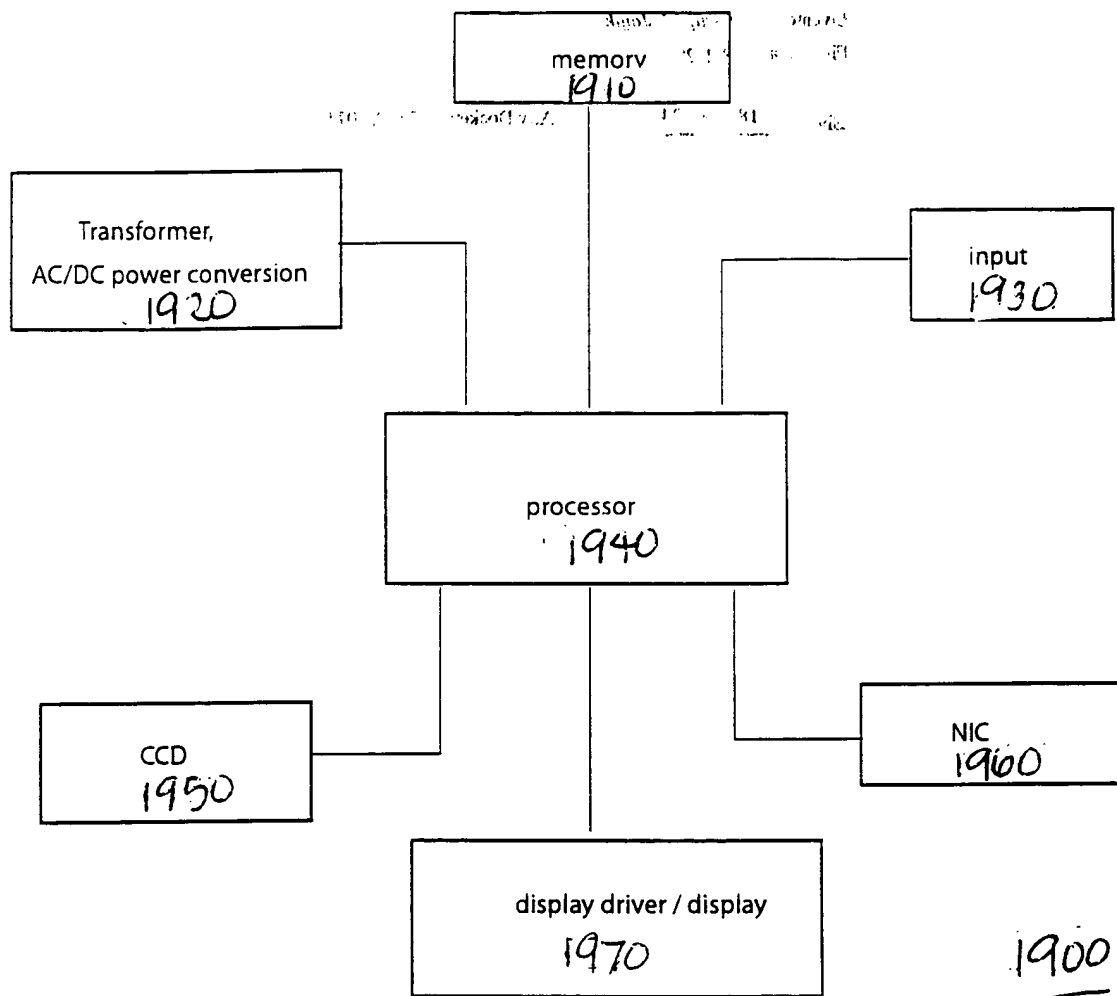 memory
1910
Transformer,
AC/DC power conversion
1920
input
1930
processor
1940
CCD
1950
NIC
1960
display driver / display
1970
1900